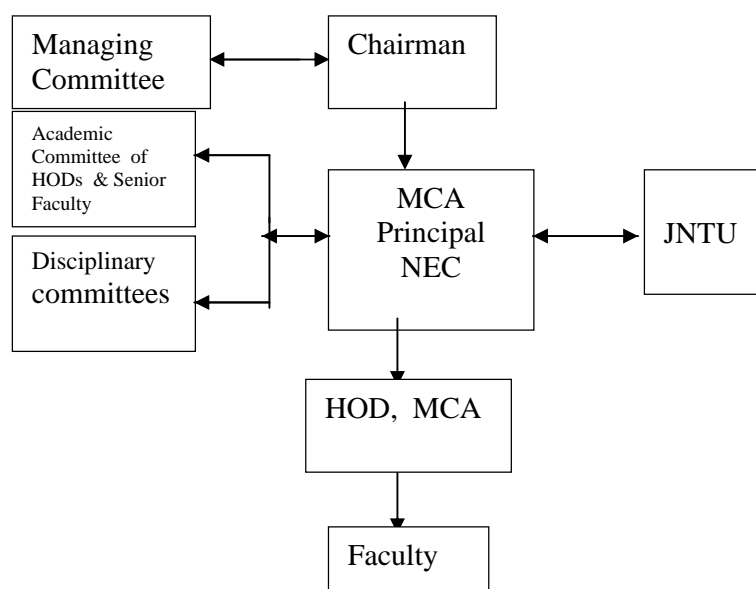 Managing
Committee
Chairman
Academic
Committee of
HODs & Senior
Faculty
MCA
Principal
NEC
JNTU
Disciplinary
committees
HOD, MCA
Faculty